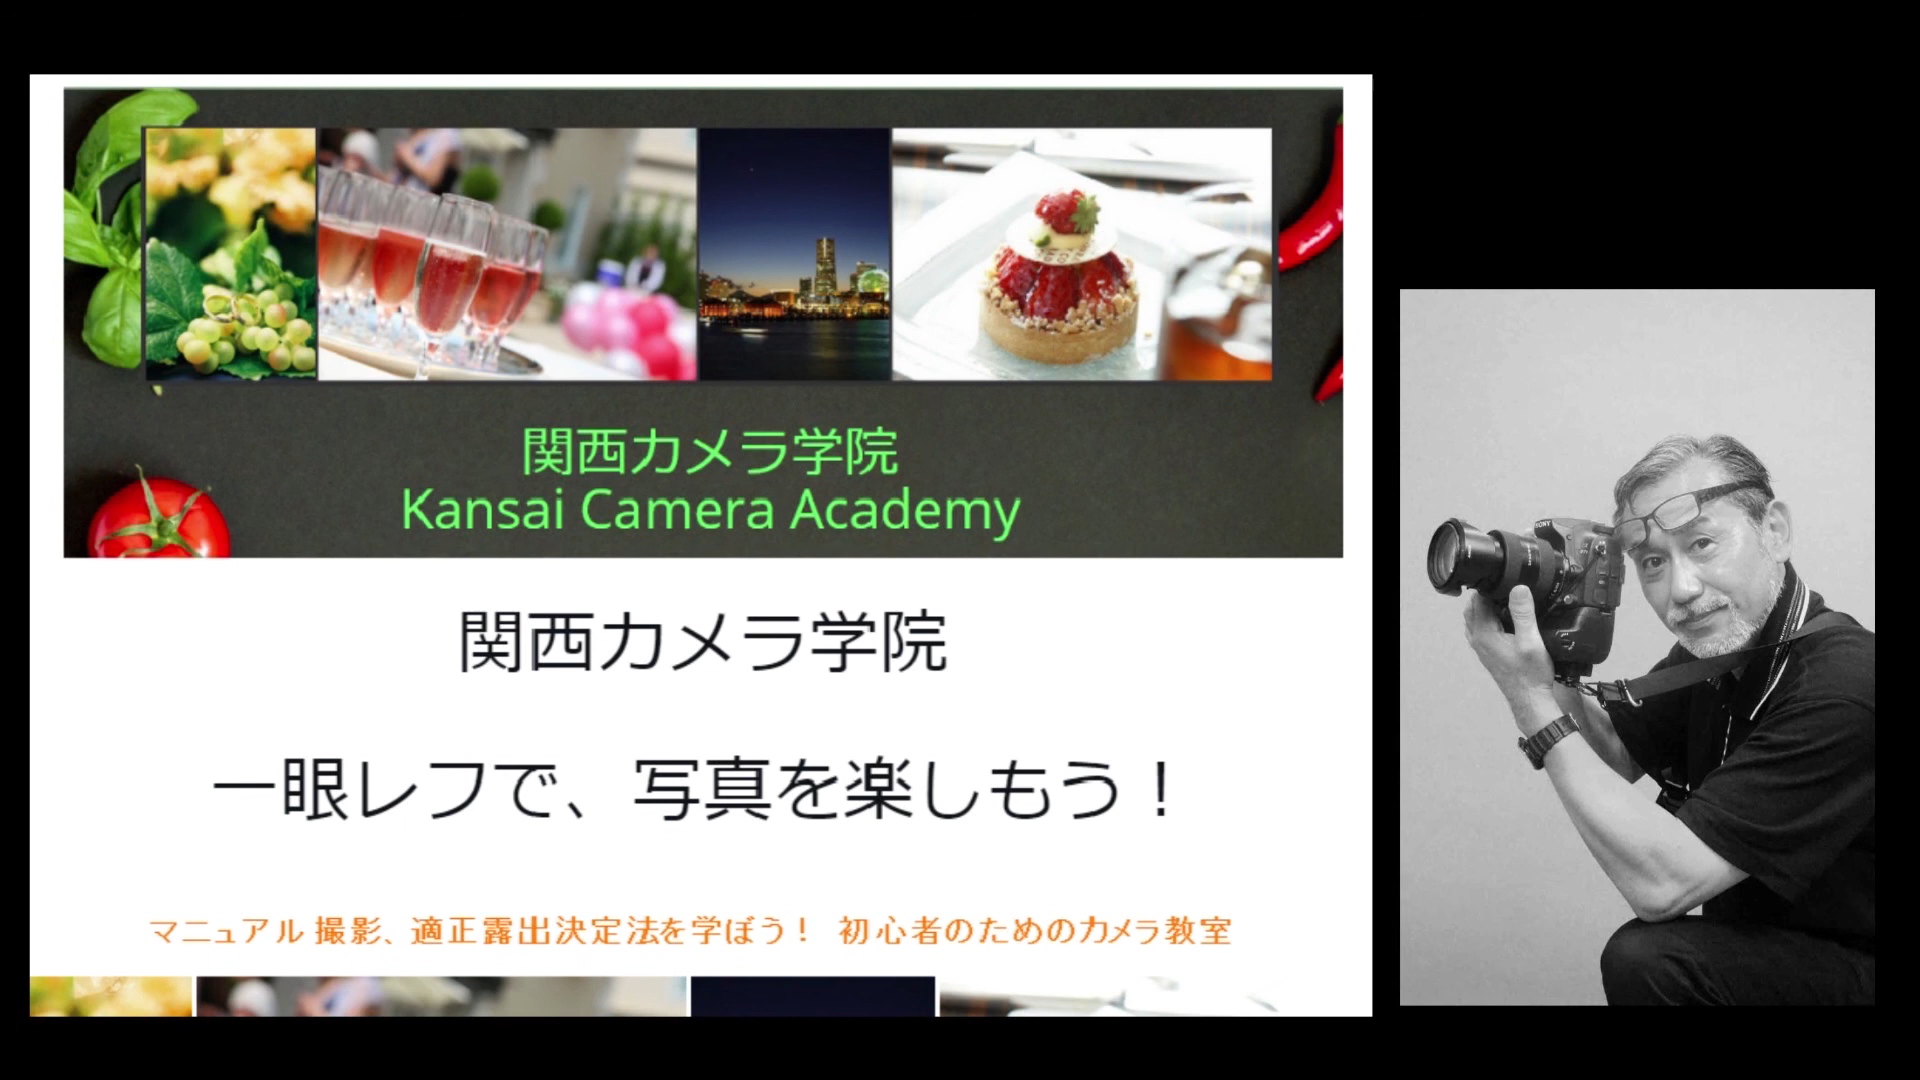 関西カメラ学院
Kansai Camera Academy
関西カメラ学院
一眼レフで、写真を楽しもう！
マニュアル撮影、適正露出決定法を学ぼう！ 初心者のためのカメラ教室
SONY